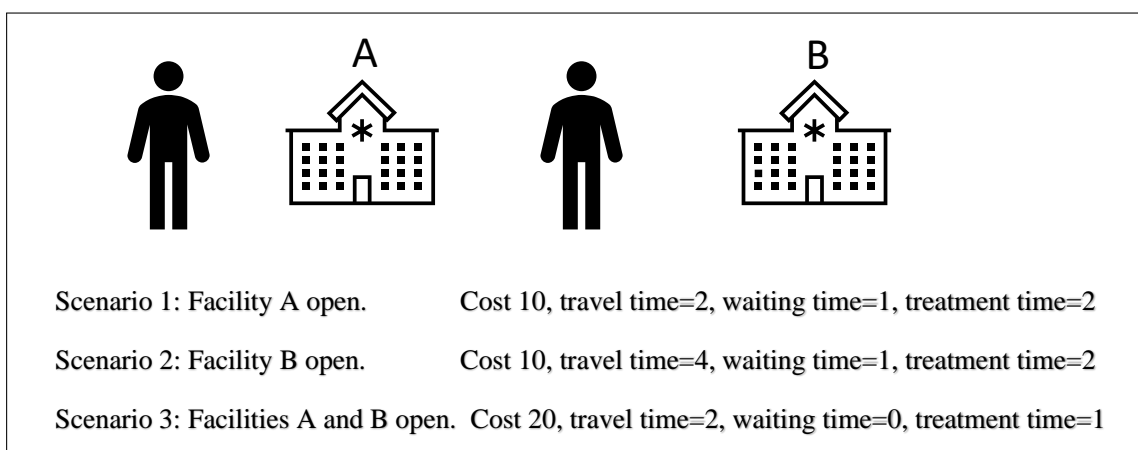 A
B
Scenario 1: Facility A open. Cost 10, travel time=2, waiting time=1, treatment time=2
Scenario 2: Facility B open. Cost 10, travel time=4, waiting time=1, treatment time=2
Scenario 3: Facilities A and B open. Cost 20, travel time=2, waiting time=0, treatment time=1